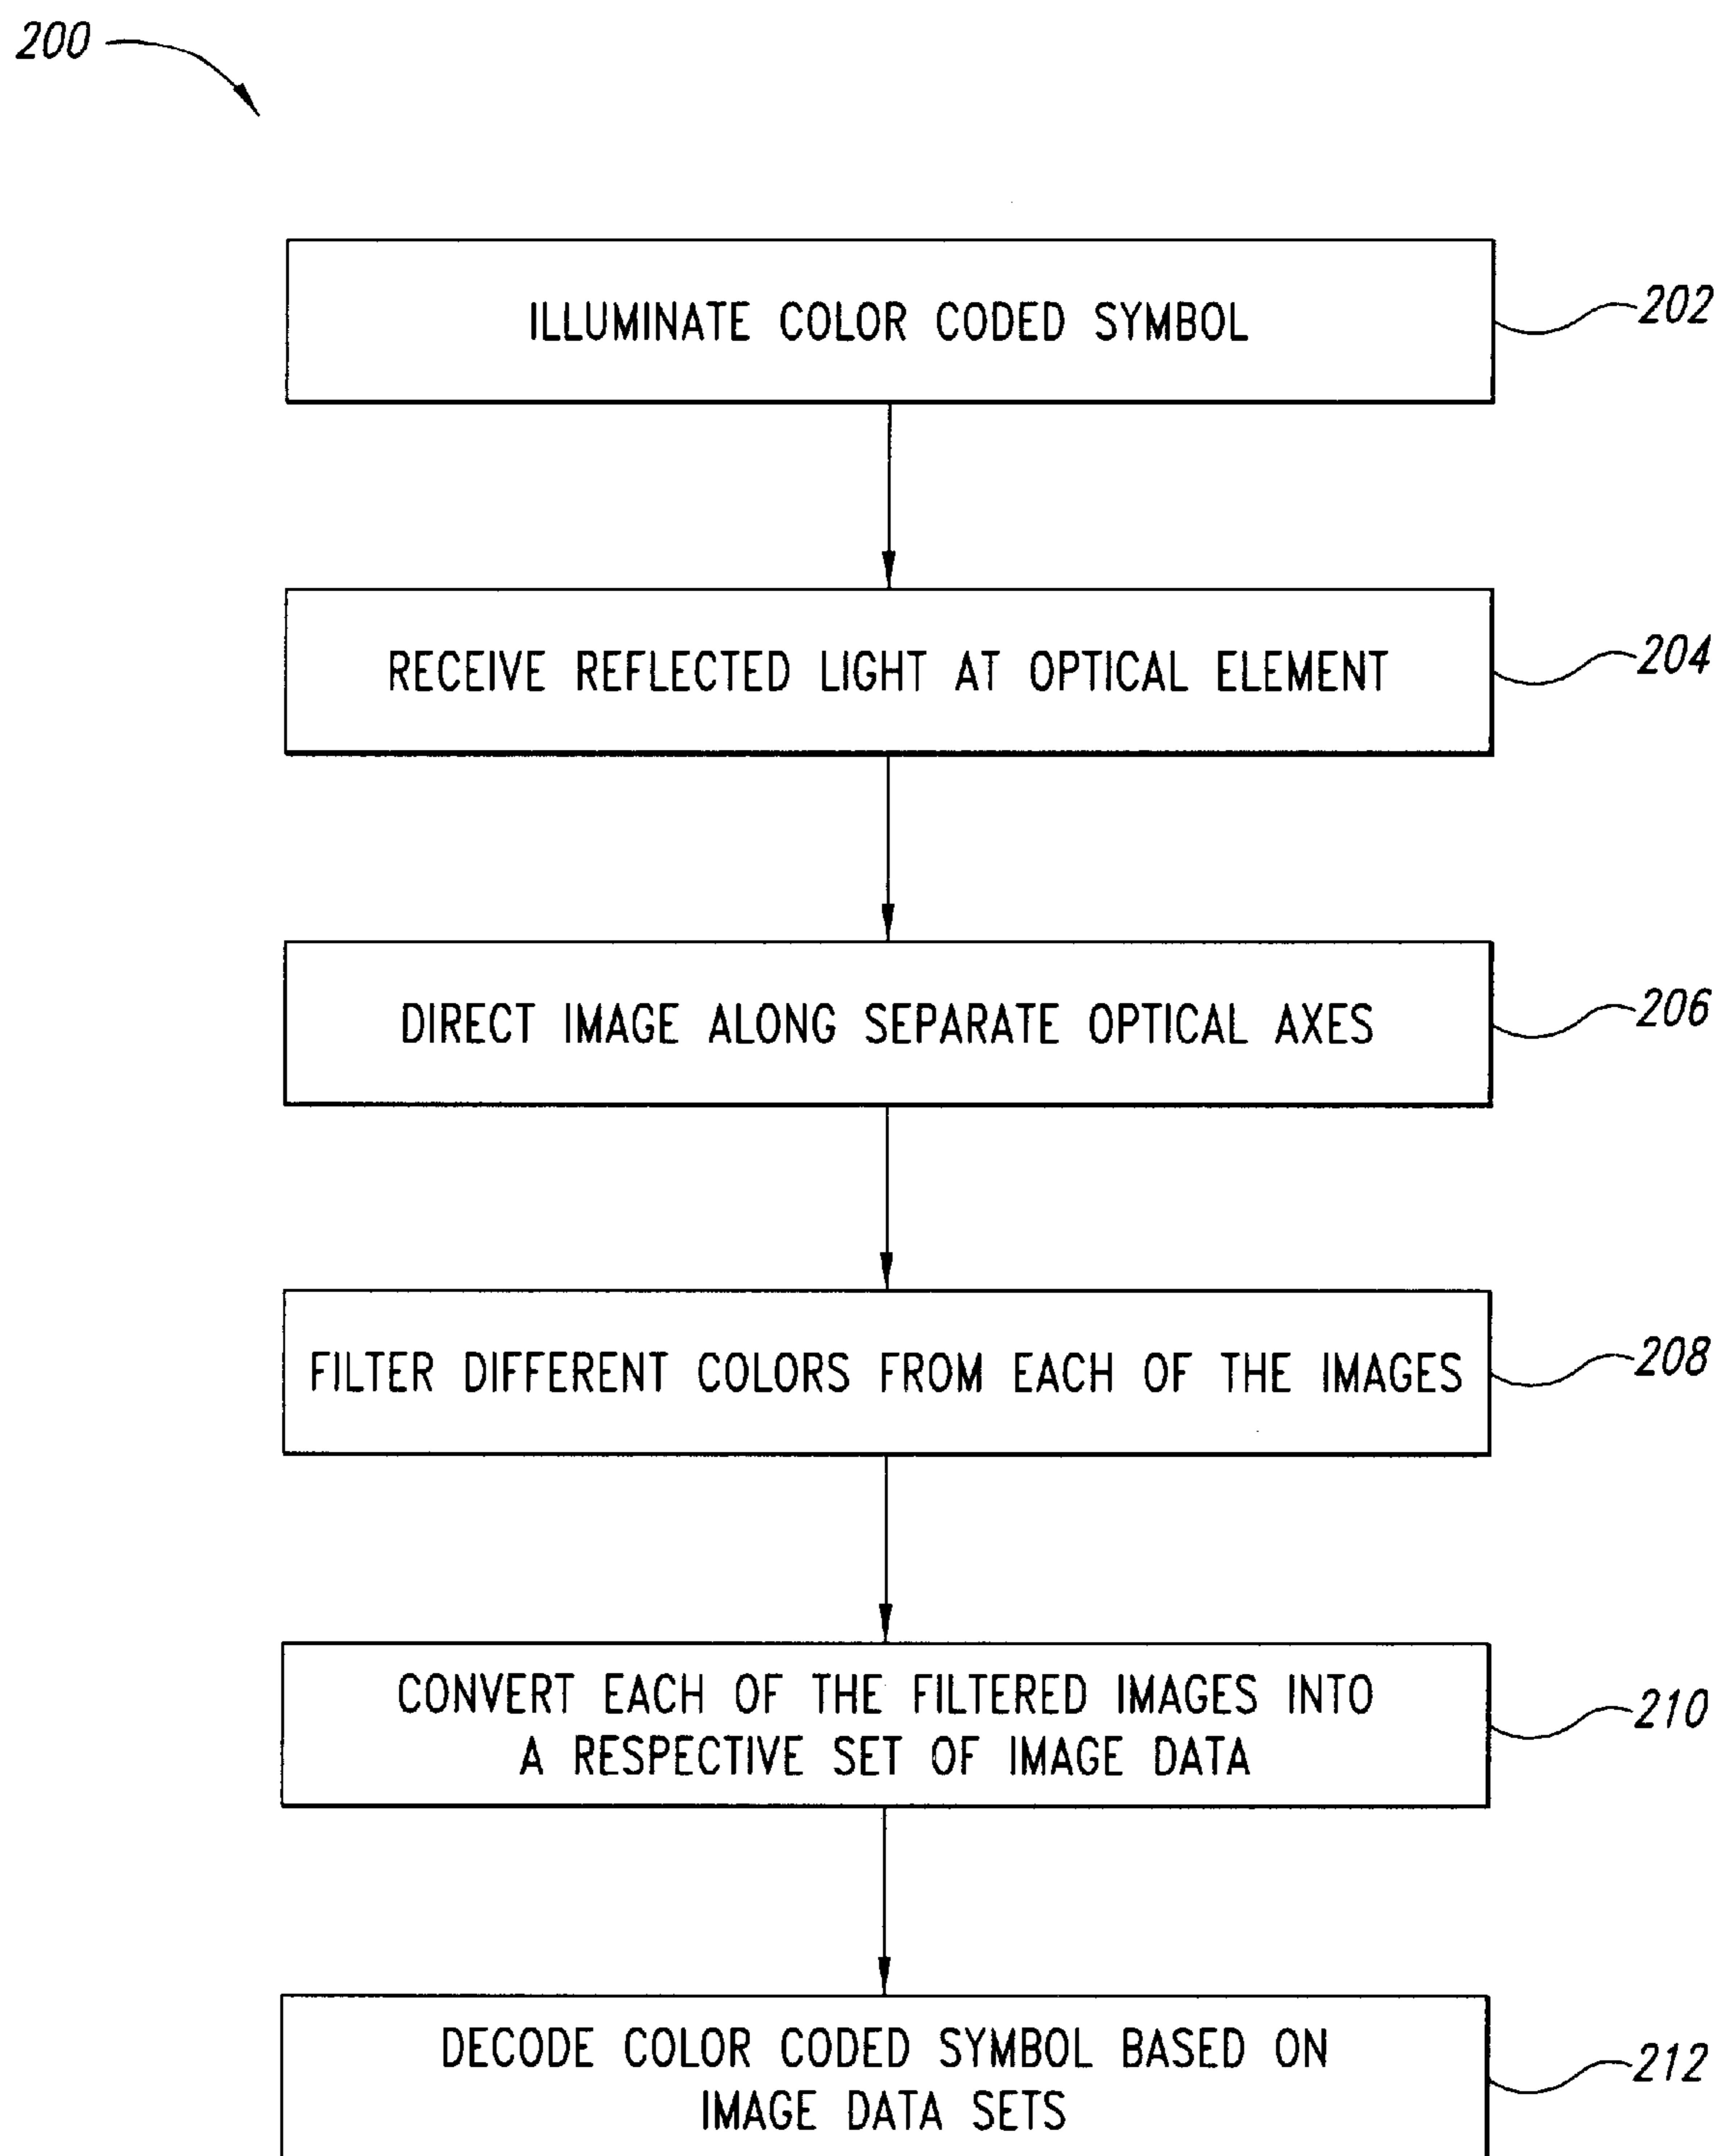 200
ILLUMINATE COLOR CODED SYMBOL
202
RECEIVE REFLECTED LIGHT AT OPTICAL ELEMENT
204
DIRECT IMAGE ALONG SEPARATE OPTICAL AXES
206
FILTER DIFFERENT COLORS FROM EACH OF THE IMAGES
208
CONVERT EACH OF THE FILTERED IMAGES INTO
A RESPECTIVE SET OF IMAGE DATA
210
DECODE COLOR CODED SYMBOL BASED ON
IMAGE DATA SETS
212